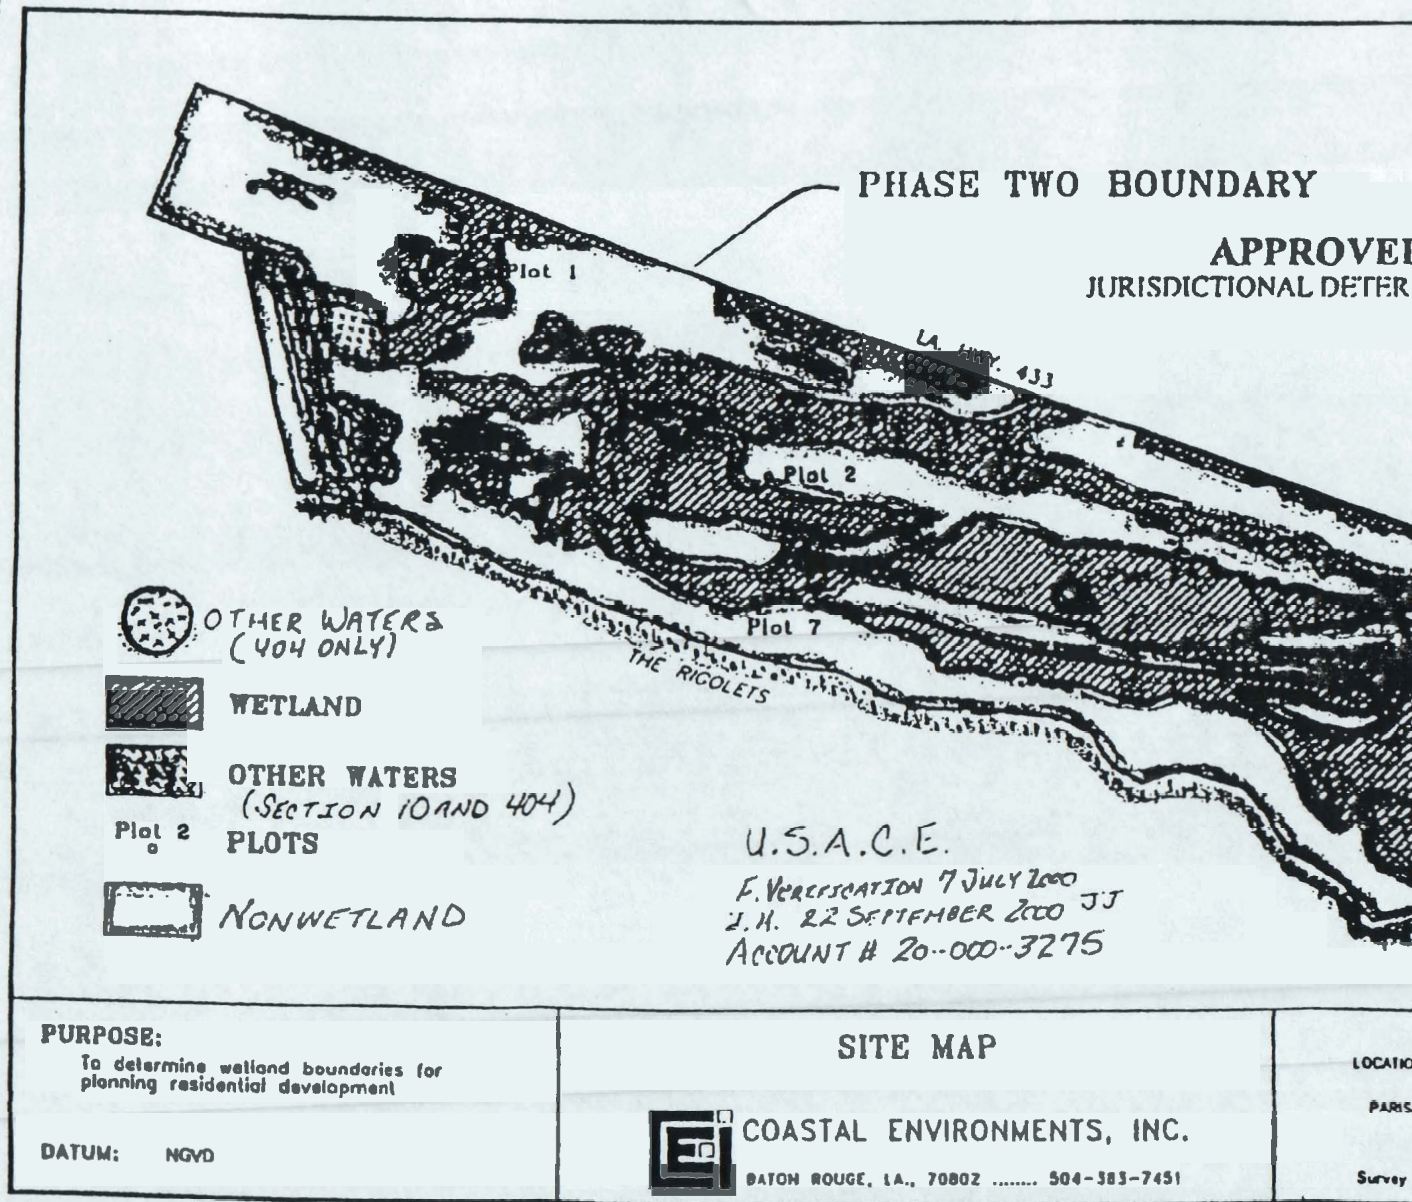 PHASE TWO BOUNDARY
APPROVE
JURISDICTIONAL DETER
Plot 1
LA. HWY. 433
Plot 2
Plot 7
THE RIGOLETS
OTHER WATERS
(404 ONLY)
WETLAND
OTHER WATERS
(SECTION 10 AND 404)
Plot 2
PLOTS
NONWETLAND
U.S.A.C.E.
F. VERIFICATION 7 JULY 2000
J.H. 22 SEPTEMBER 2000 JJ
ACCOUNT # 20-000-3275
PURPOSE:
To determine wetland boundaries for
planning residential development
DATUM: NGVD
SITE MAP
CEI
COASTAL ENVIRONMENTS, INC.
BATON ROUGE, LA., 70802 ........ 504-383-7451
LOCATIO
PARIS
Survey